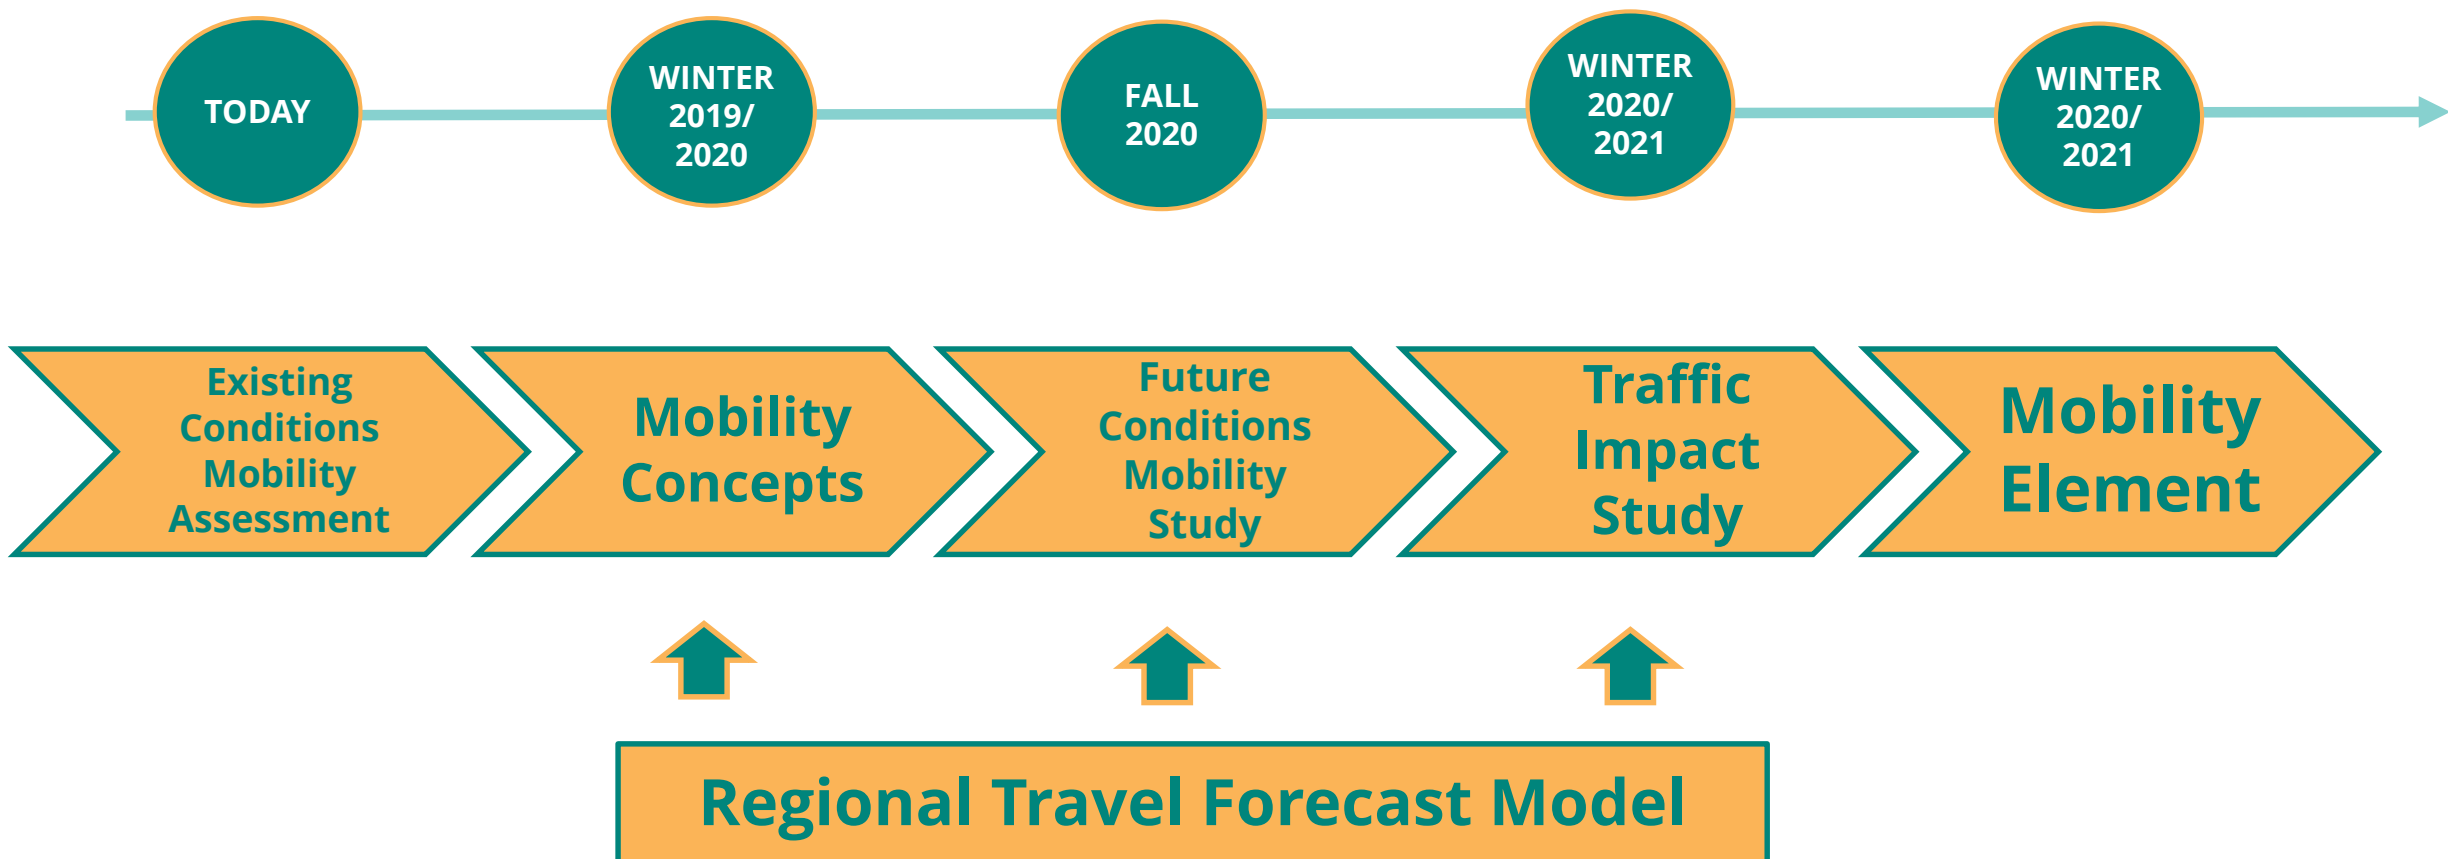 TODAY
WINTER
2019/
2020
FALL
2020
WINTER
2020/
2021
WINTER
2020/
2021
Existing
Conditions
Mobility
Assessment
Mobility
Concepts
Future
Conditions
Mobility
Study
Traffic
Impact
Study
Mobility
Element
Regional Travel Forecast Model